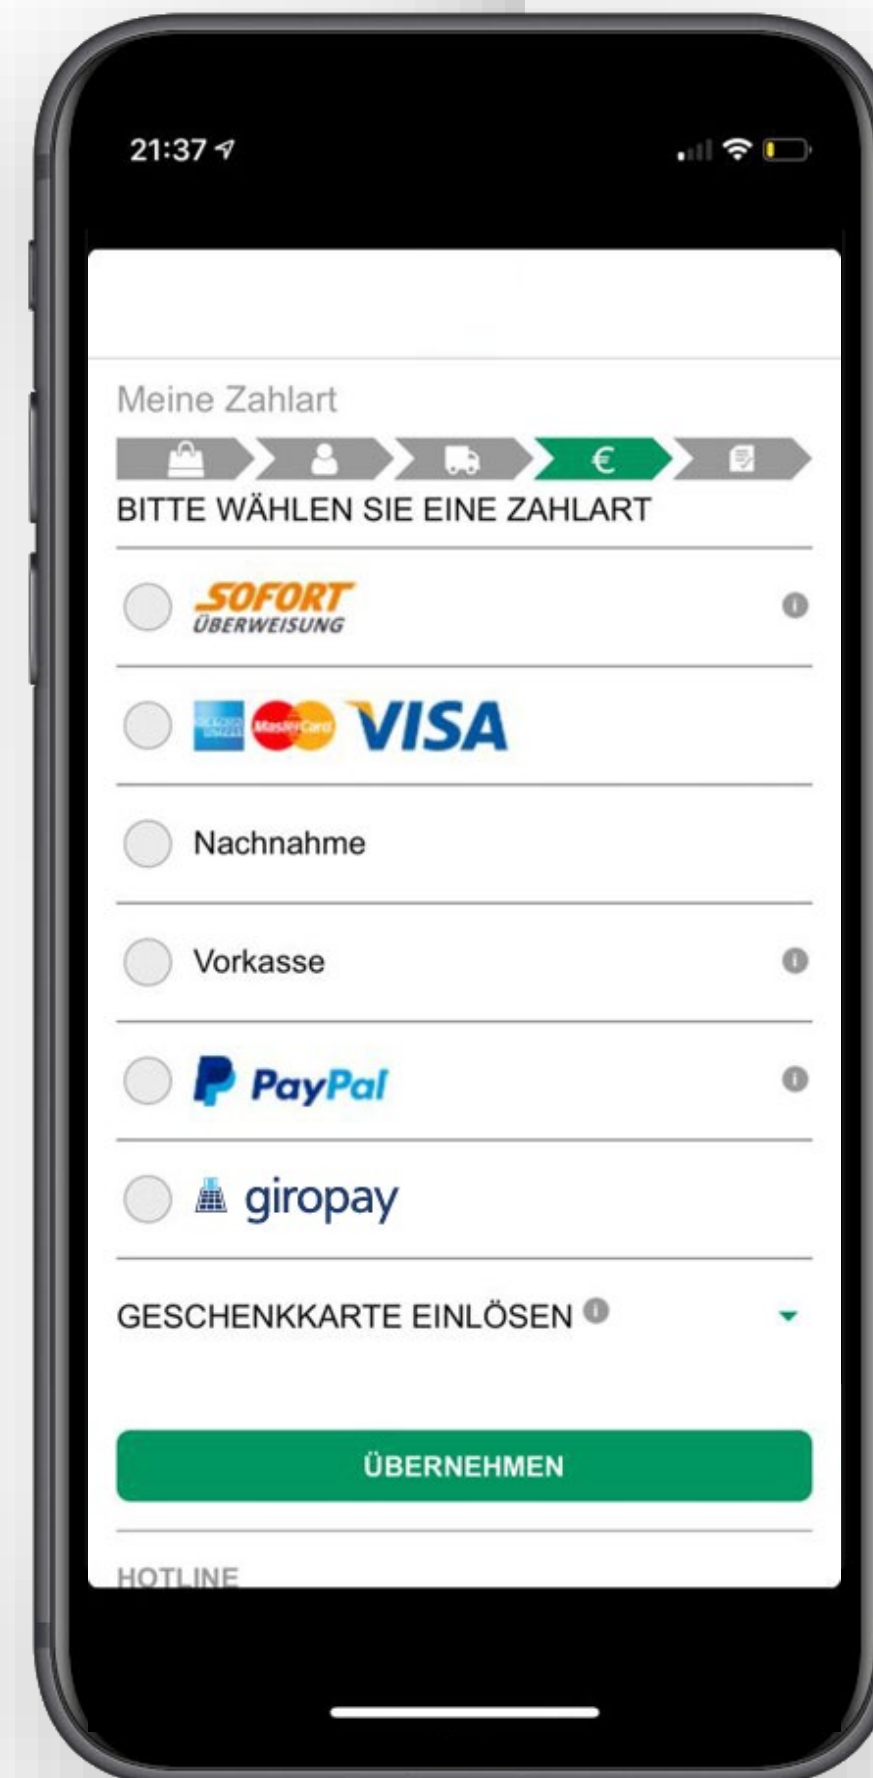 21:37
Meine Zahlart
€
BITTE WÄHLEN SIE EINE ZAHLART
SOFORT
ÜBERWEISUNG
MasterCard VISA
Nachnahme
Vorkasse
PayPal
giropay
GESCHENKKARTE EINLÖSEN
ÜBERNEHMEN
HOTLINE